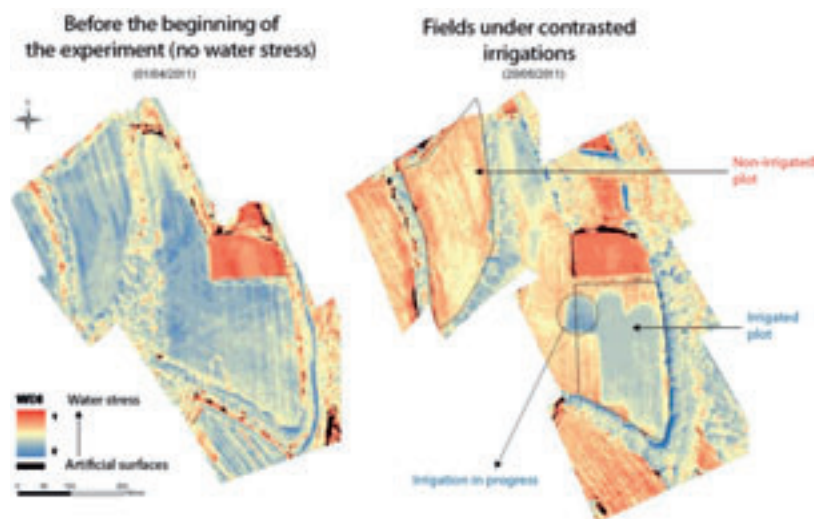 Before the beginning of
the experiment (no water stress)
(01/04/2011)
Fields under contrasted
irrigations
Non-irrigated
plot
Irrigated
plot
Irrigation in progress
Water stress
Artificial surfaces